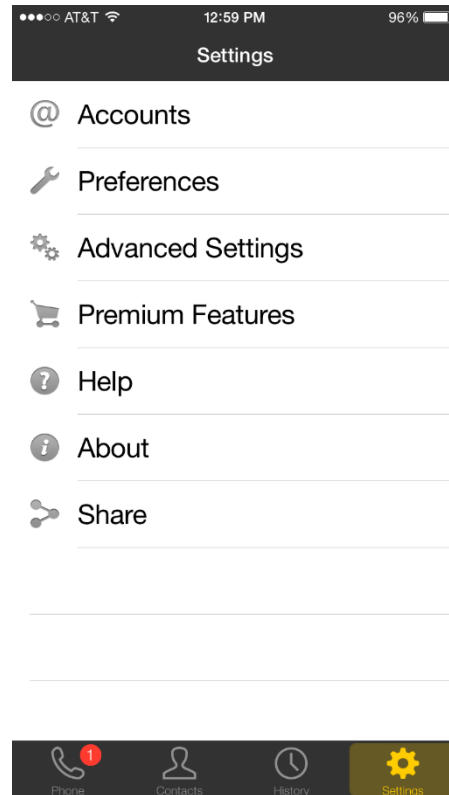 AT&T 12:59 PM 96%
Settings
@ Accounts
Preferences
Advanced Settings
Premium Features
? Help
i About
Share
1
Phone Contacts History Settings